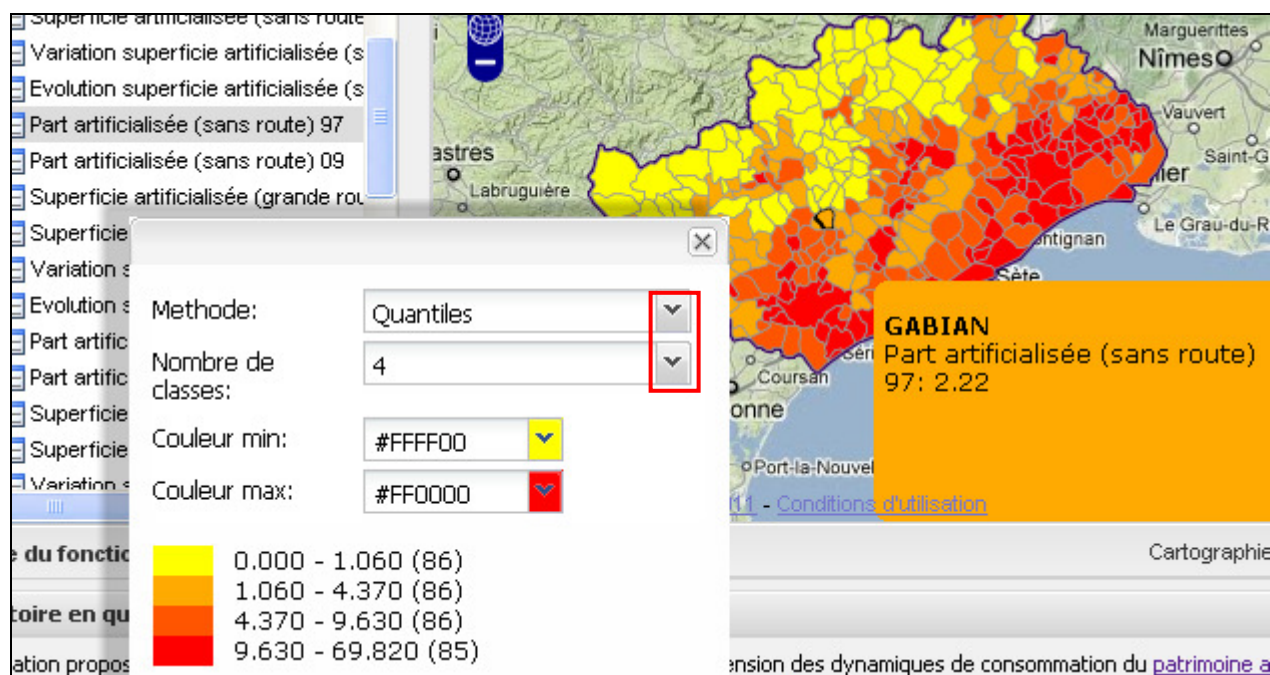 Superficie artificialisée (sans route
Variation superficie artificialisée (s
Evolution superficie artificialisée (s
Part artificialisée (sans route) 97
Part artificialisée (sans route) 09
Superficie artificialisée (grande rou
Superficie
Variation s
Evolution s
Part artific
Part artific
Superficie
Superficie
Variation s
Marguerittes
Nîmes
Vauvert
Saint-G
lier
Le Grau-du-R
astres
Labruguière
ontignan
Sète
Séri
Coursan
onne
Port-la-Nouvel
GABIAN
Part artificialisée (sans route)
97: 2.22
11 - Conditions d'utilisation
Methode:
Quantiles
Nombre de
classes:
4
Couleur min:
#FFFF00
Couleur max:
#FF0000
0.000 - 1.060 (86)
1.060 - 4.370 (86)
4.370 - 9.630 (86)
9.630 - 69.820 (85)
e du fonctio
Cartographie
toire en qu
ation propos
ension des dynamiques de consommation du patrimoine a